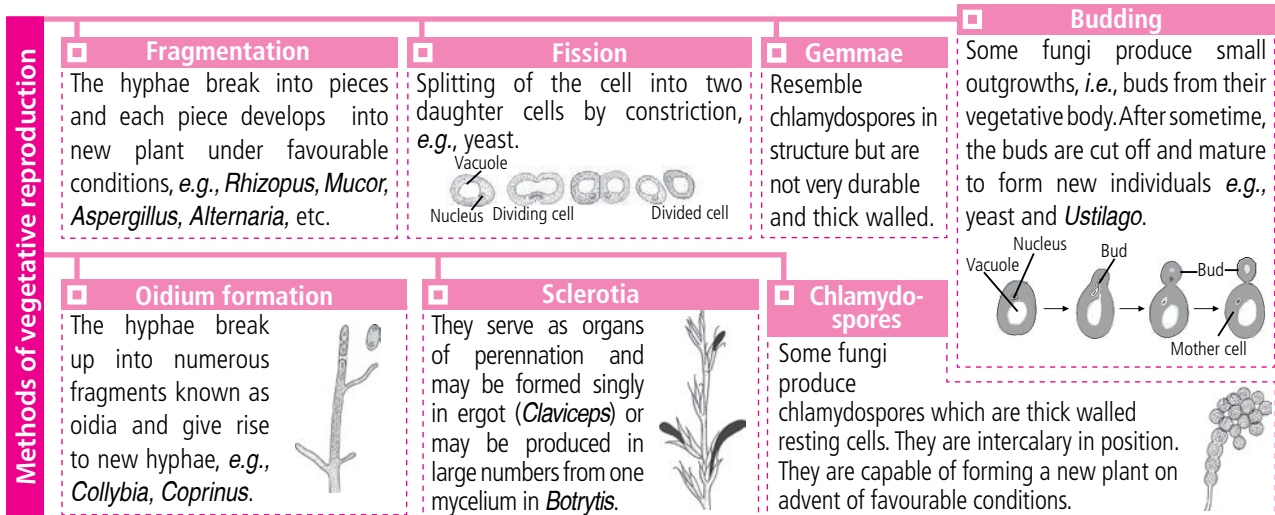 Methods of vegetative reproduction
Fragmentation
The hyphae break into pieces
and each piece develops into
new plant under favourable
conditions, e.g., Rhizopus, Mucor,
Aspergillus, Alternaria, etc.
Fission
Splitting of the cell into two
daughter cells by constriction,
e.g., yeast.
Vacuole
Nucleus Dividing cell Divided cell
Gemmae
Resemble
chlamydospores in
structure but are
not very durable
and thick walled.
Budding
Some fungi produce small
outgrowths, i.e., buds from their
vegetative body. After sometime,
the buds are cut off and mature
to form new individuals e.g.,
yeast and Ustilago.
Nucleus
Vacuole
Bud
Bud
Mother cell
Oidium formation
The hyphae break
up into numerous
fragments known as
oidia and give rise
to new hyphae, e.g.,
Collybia, Coprinus.
Sclerotia
They serve as organs
of perennation and
may be formed singly
in ergot (Claviceps) or
may be produced in
large numbers from one
mycelium in Botrytis.
Chlamydo-
spores
Some fungi
produce
chlamydospores which are thick walled
resting cells. They are intercalary in position.
They are capable of forming a new plant on
advent of favourable conditions.